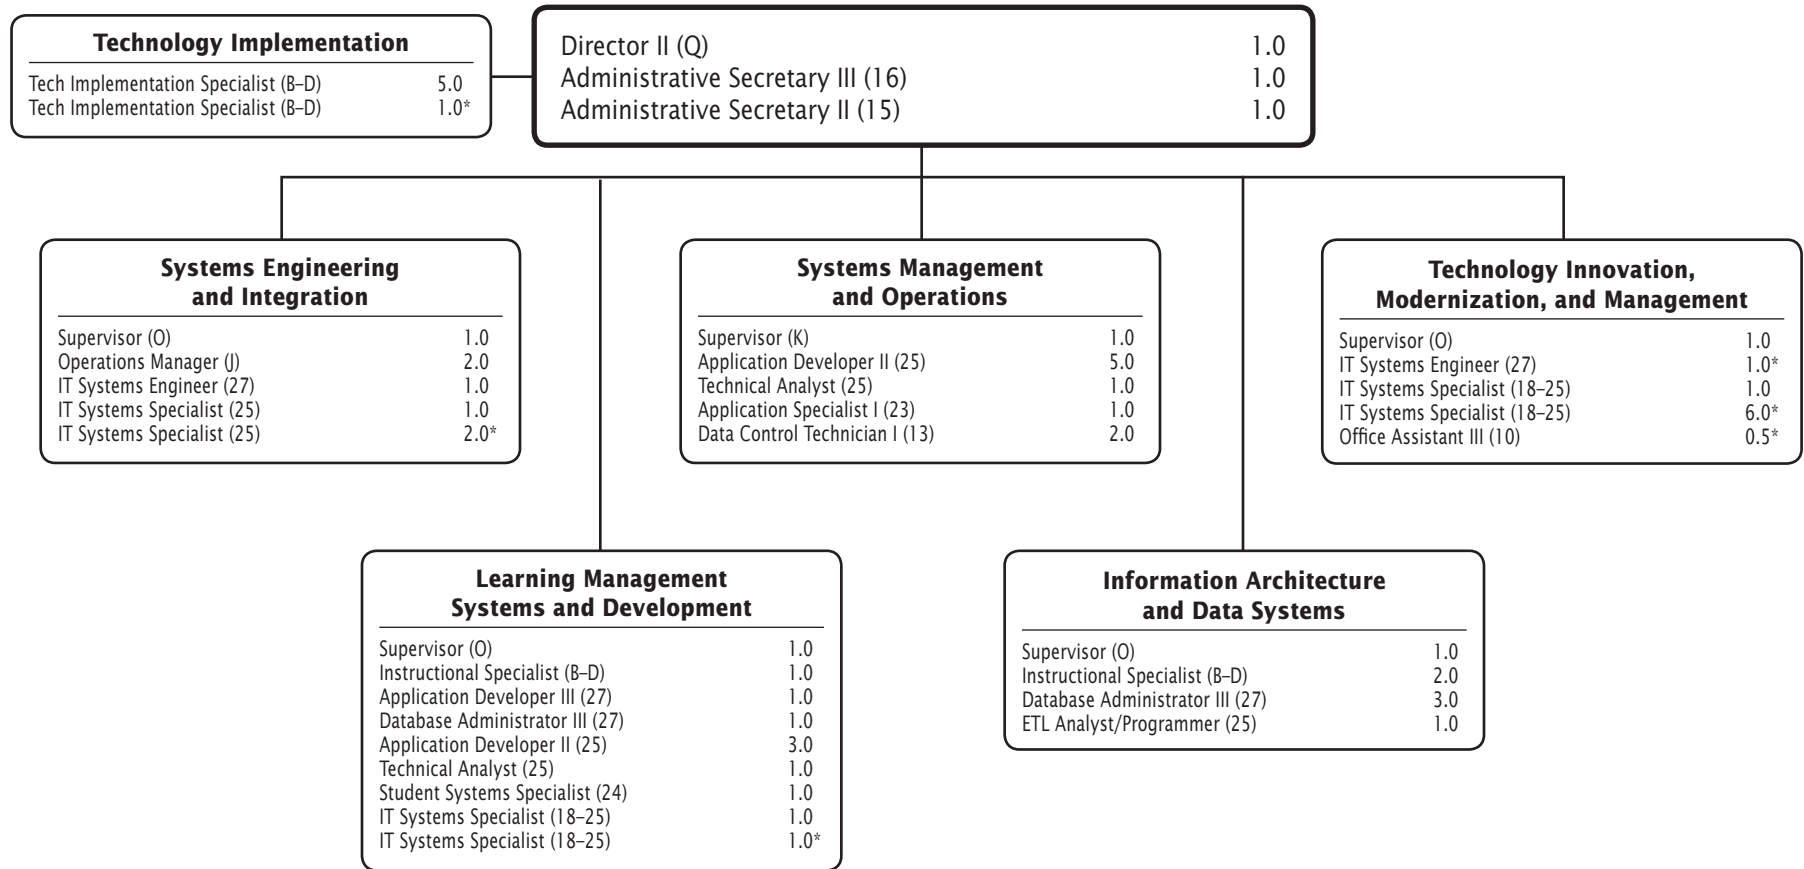 Technology Implementation
Tech Implementation Specialist (B–D) 5.0
Tech Implementation Specialist (B–D) 1.0*
Director II (Q) 1.0
Administrative Secretary III (16) 1.0
Administrative Secretary II (15) 1.0
Systems Engineering
and Integration
Supervisor (O) 1.0
Operations Manager (J) 2.0
IT Systems Engineer (27) 1.0
IT Systems Specialist (25) 1.0
IT Systems Specialist (25) 2.0*
Systems Management
and Operations
Supervisor (K) 1.0
Application Developer II (25) 5.0
Technical Analyst (25) 1.0
Application Specialist I (23) 1.0
Data Control Technician I (13) 2.0
Technology Innovation,
Modernization, and Management
Supervisor (O) 1.0
IT Systems Engineer (27) 1.0*
IT Systems Specialist (18–25) 1.0
IT Systems Specialist (18–25) 6.0*
Office Assistant III (10) 0.5*
Learning Management
Systems and Development
Supervisor (O) 1.0
Instructional Specialist (B–D) 1.0
Application Developer III (27) 1.0
Database Administrator III (27) 1.0
Application Developer II (25) 3.0
Technical Analyst (25) 1.0
Student Systems Specialist (24) 1.0
IT Systems Specialist (18–25) 1.0
IT Systems Specialist (18–25) 1.0*
Information Architecture
and Data Systems
Supervisor (O) 1.0
Instructional Specialist (B–D) 2.0
Database Administrator III (27) 3.0
ETL Analyst/Programmer (25) 1.0